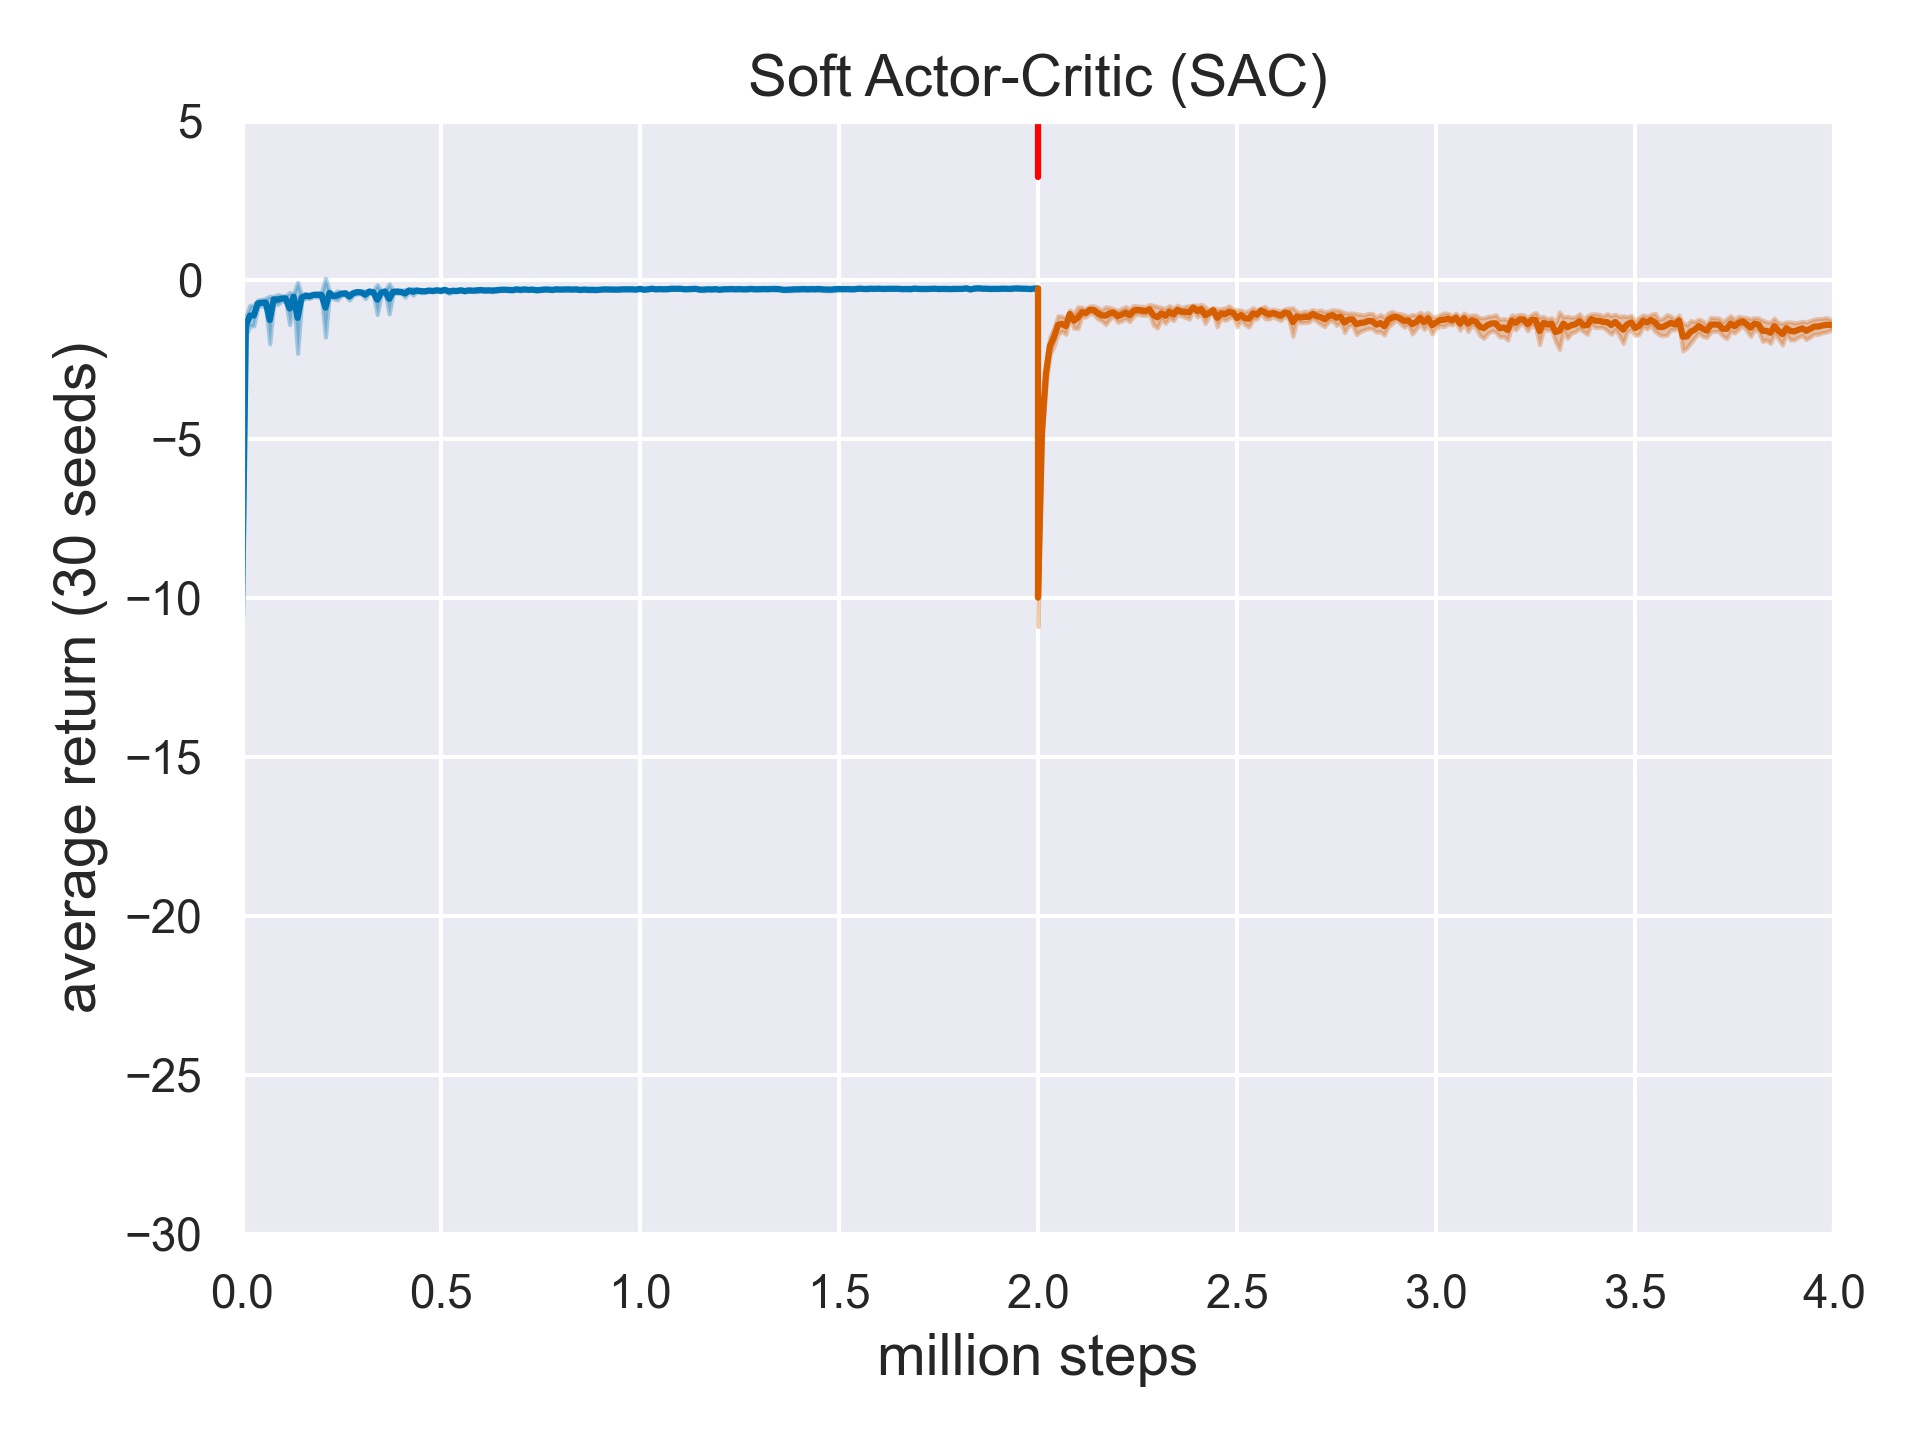 Soft Actor-Critic (SAC)
5
0
−5
−10
−15
−20
−25
−30
average return (30 seeds)
0.0 0.5 1.0 1.5 2.0 2.5 3.0 3.5 4.0
million steps